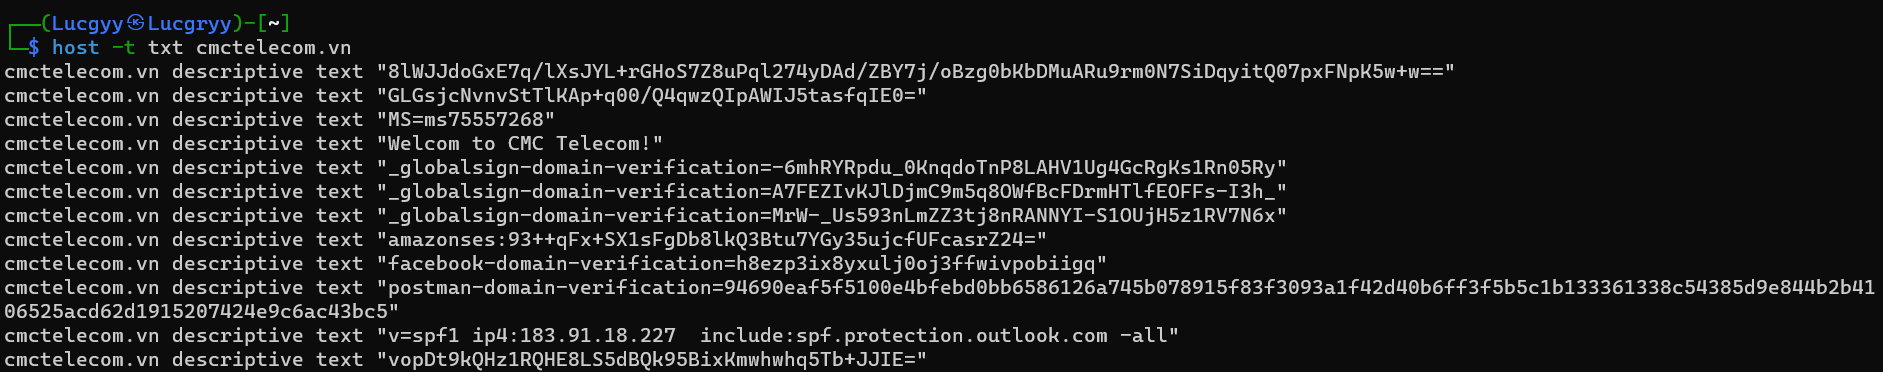 ┌──(Lucgyy㉿Lucgryy)-[~]
└─$ host -t txt cmctelecom.vn
cmctelecom.vn descriptive text "8lWJJdoGxE7q/lXsJYL+rGHoS7Z8uPql274yDAd/ZBY7j/oBzg0bKbDMuARu9rm0N7SiDqyitQ07pxFNpK5w+w=="
cmctelecom.vn descriptive text "GLGsjcNvnvStTlKAp+q00/Q4qwzQIpAWIJ5tasfqIE0="
cmctelecom.vn descriptive text "MS=ms75557268"
cmctelecom.vn descriptive text "Welcom to CMC Telecom!"
cmctelecom.vn descriptive text "_globalsign-domain-verification=-6mhRYRpdu_0KnqdoTnP8LAHV1Ug4GcRgKs1Rn05Ry"
cmctelecom.vn descriptive text "_globalsign-domain-verification=A7FEZIvKJlDjmC9m5q8OWfBcFDrmHTlfEOFFs-I3h_"
cmctelecom.vn descriptive text "_globalsign-domain-verification=MrW-_Us593nLmZZ3tj8nRANNYI-S1OUjH5z1RV7N6x"
cmctelecom.vn descriptive text "amazonses:93++qFx+SX1sFgDb8lkQ3Btu7YGy35ujcfUFcasrZ24="
cmctelecom.vn descriptive text "facebook-domain-verification=h8ezp3ix8yxulj0oj3ffwivpobiigq"
cmctelecom.vn descriptive text "postman-domain-verification=94690eaf5f5100e4bfebd0bb6586126a745b078915f83f3093a1f42d40b6ff3f5b5c1b133361338c54385d9e844b2b41
06525acd62d1915207424e9c6ac43bc5"
cmctelecom.vn descriptive text "v=spf1 ip4:183.91.18.227  include:spf.protection.outlook.com -all"
cmctelecom.vn descriptive text "vopDt9kQHz1RQHE8LS5dBQk95BixKmwhwhq5Tb+JJIE="